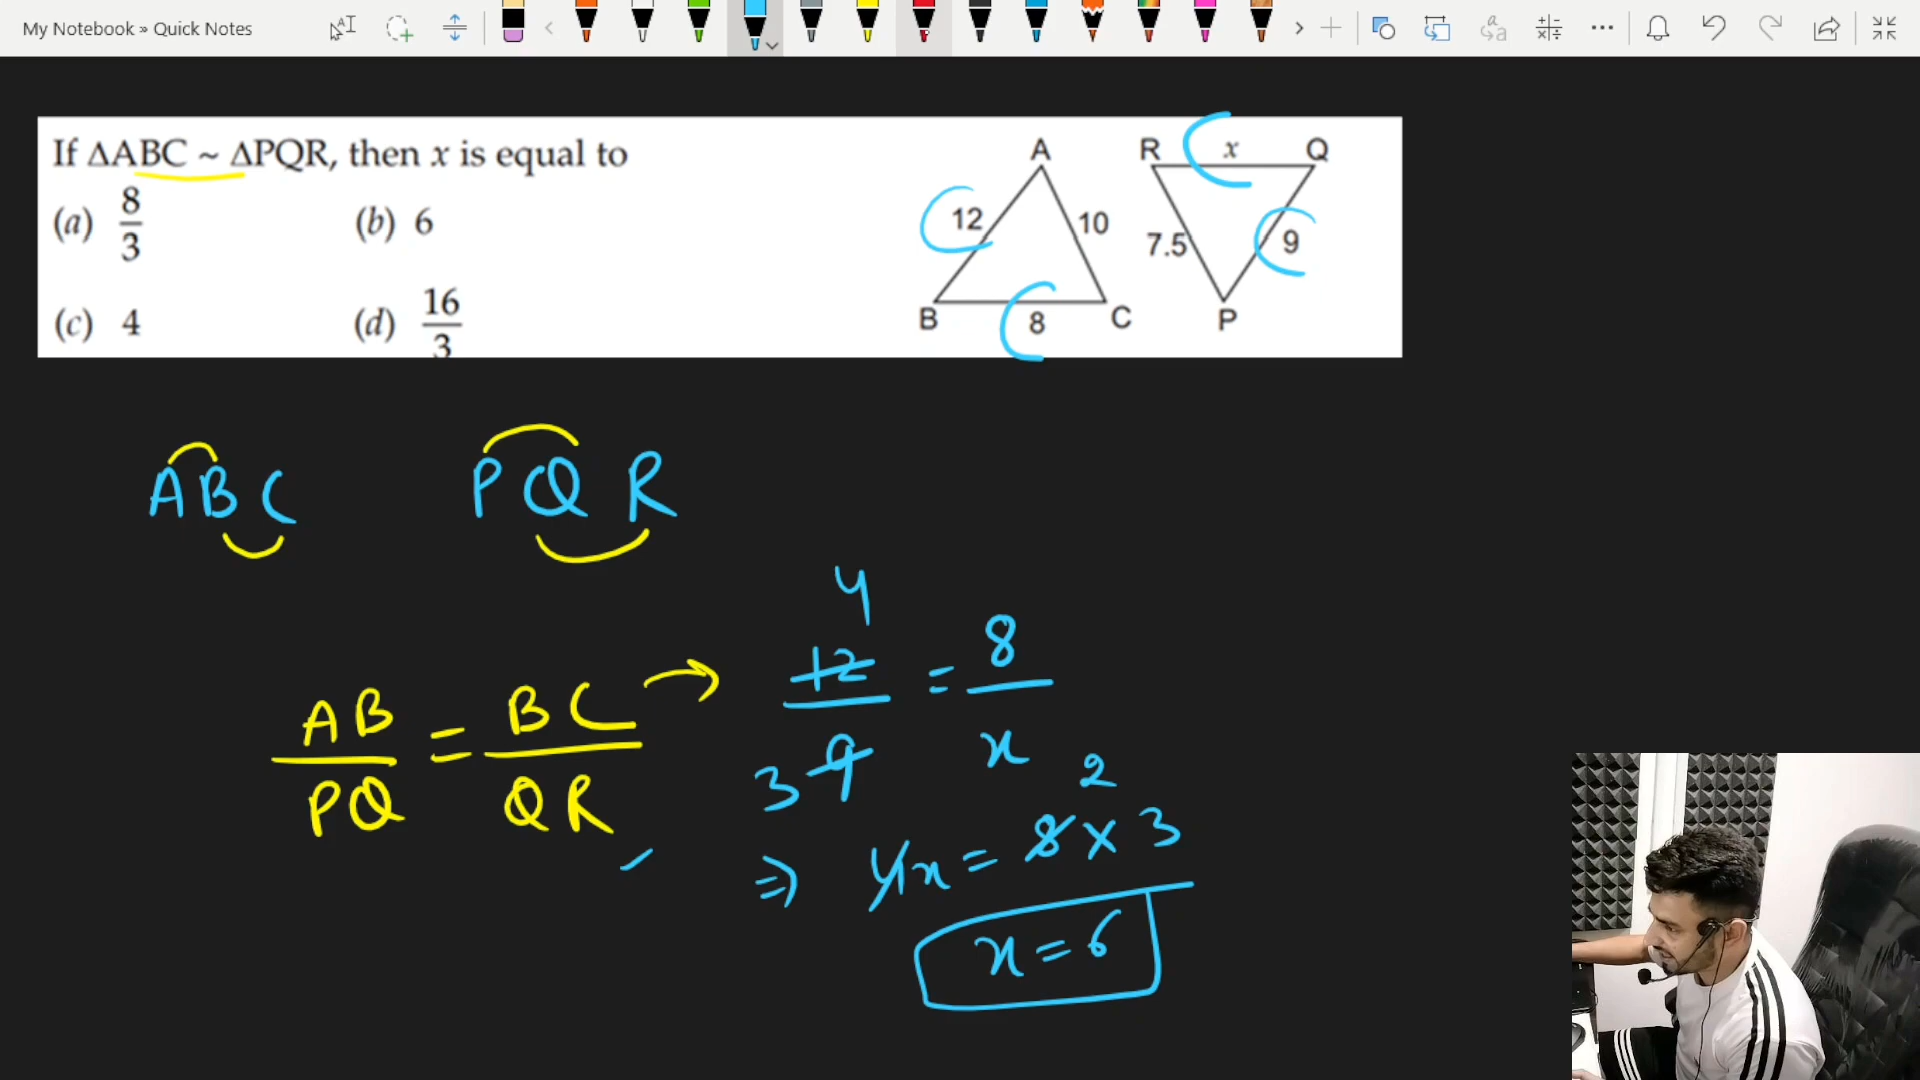 My Notebook » Quick Notes
If ΔABC ~ ΔPQR, then x is equal to
(a) 8/3 (b) 6
(c) 4 (d) 16/3
A
12 10
B 8 C
R x Q
7.5 9
P
ABC PQR
AB/PQ = BC/QR
4
12/9 = 8/x
3
2
⇒ 4x = 8 × 3
x = 6